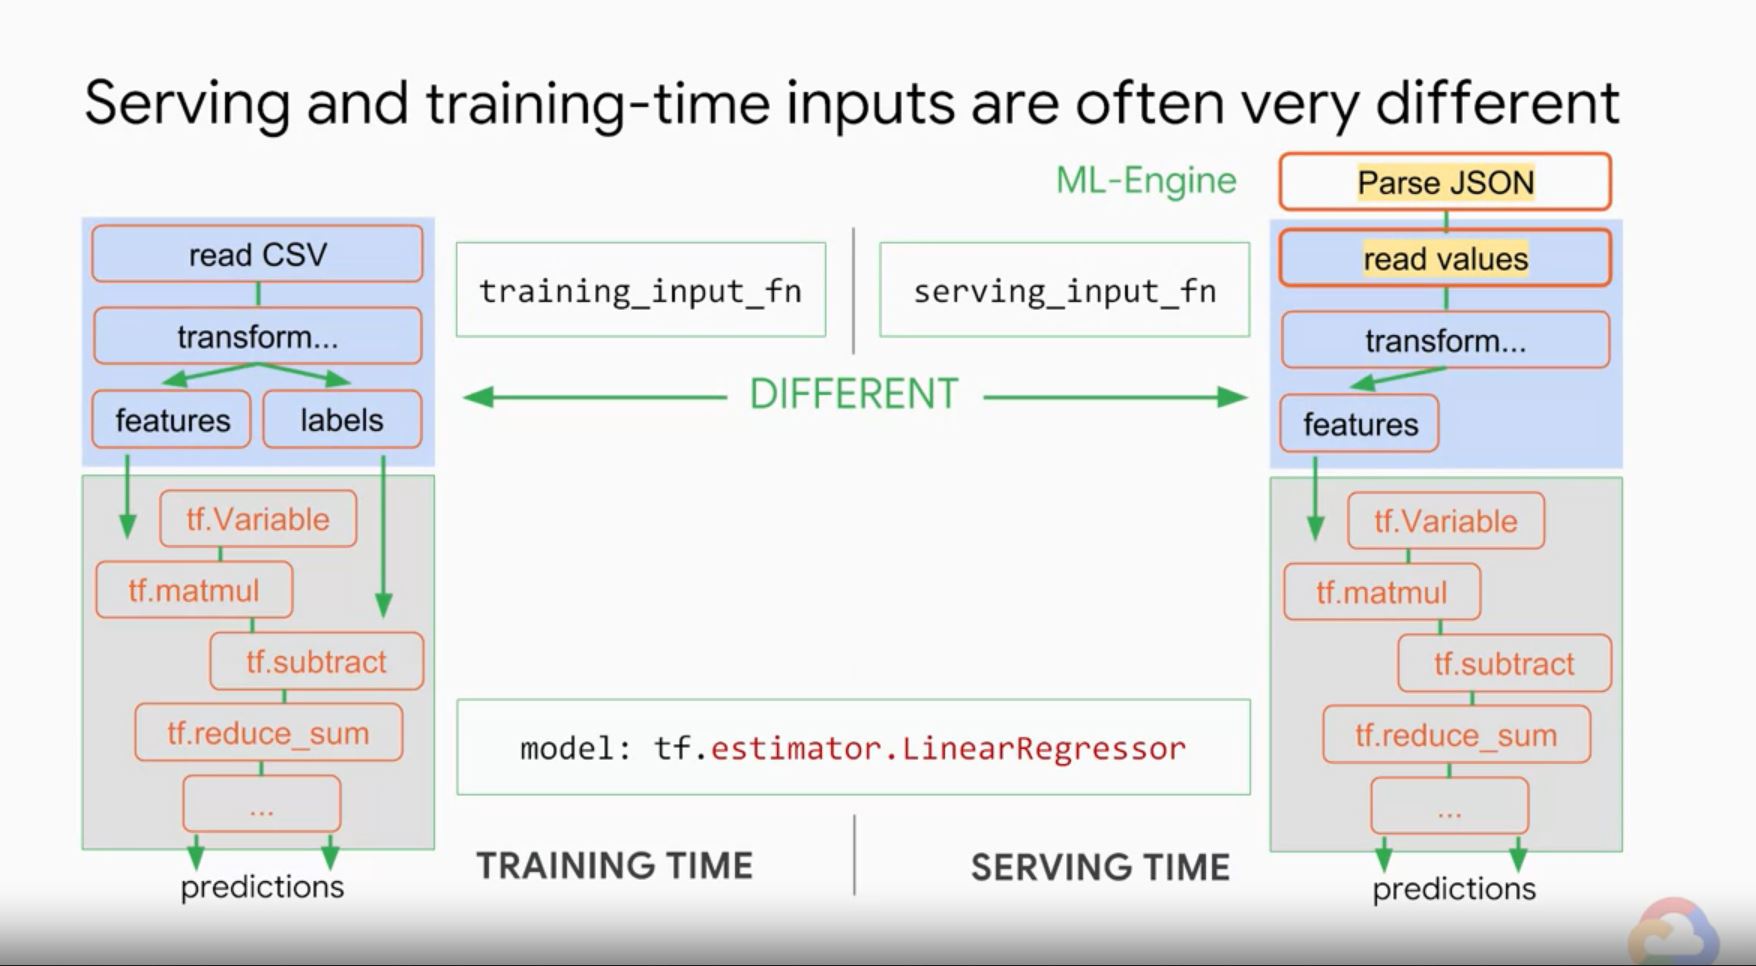 Serving and training-time inputs are often very different
ML-Engine
Parse JSON
read CSV
transform...
features
labels
training_input_fn
serving_input_fn
read values
transform...
features
DIFFERENT
tf.Variable
tf.matmul
tf.subtract
tf.reduce_sum
...
predictions
model: tf.estimator.LinearRegressor
TRAINING TIME
SERVING TIME
tf.Variable
tf.matmul
tf.subtract
tf.reduce_sum
...
predictions